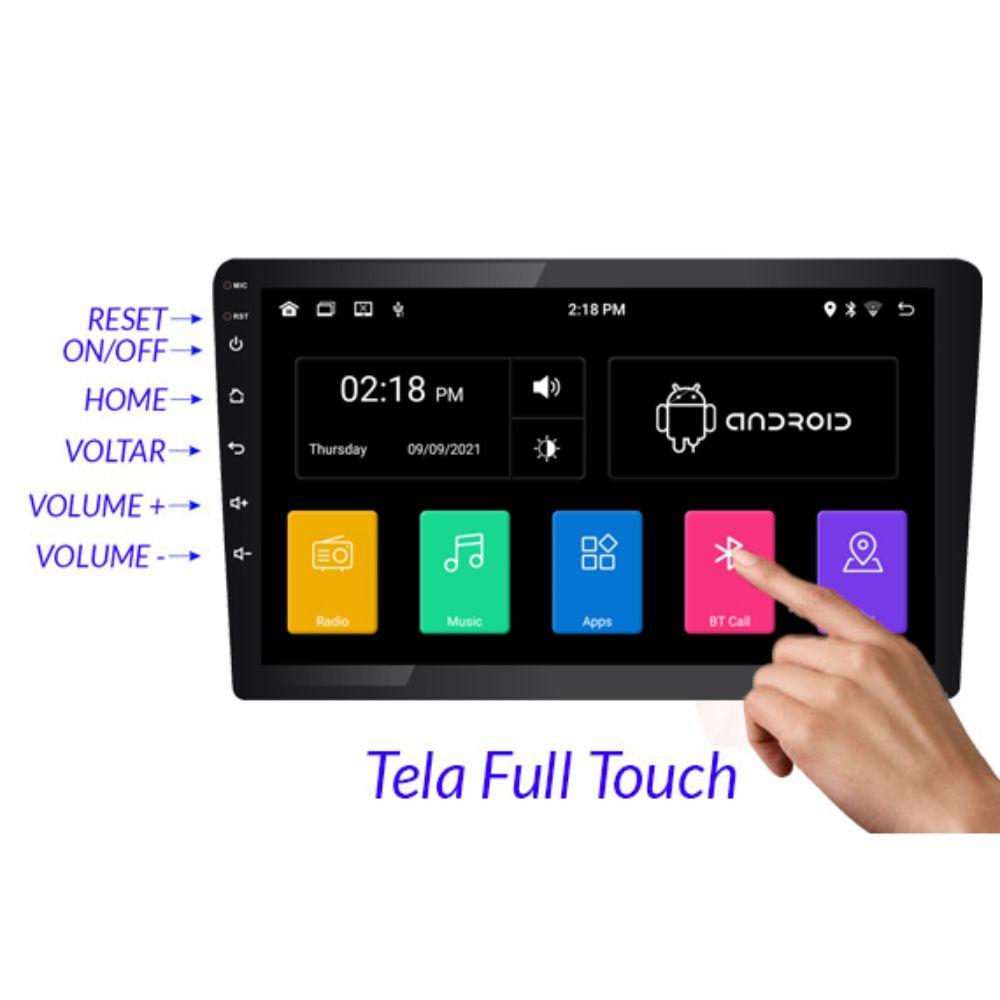 MIC
RST
RESET
ON/OFF
HOME
VOLTAR
VOLUME +
VOLUME -
2:18 PM
02:18 PM
Thursday 09/09/2021
ANDROID
Radio
Music
Apps
BT Call
Tela Full Touch